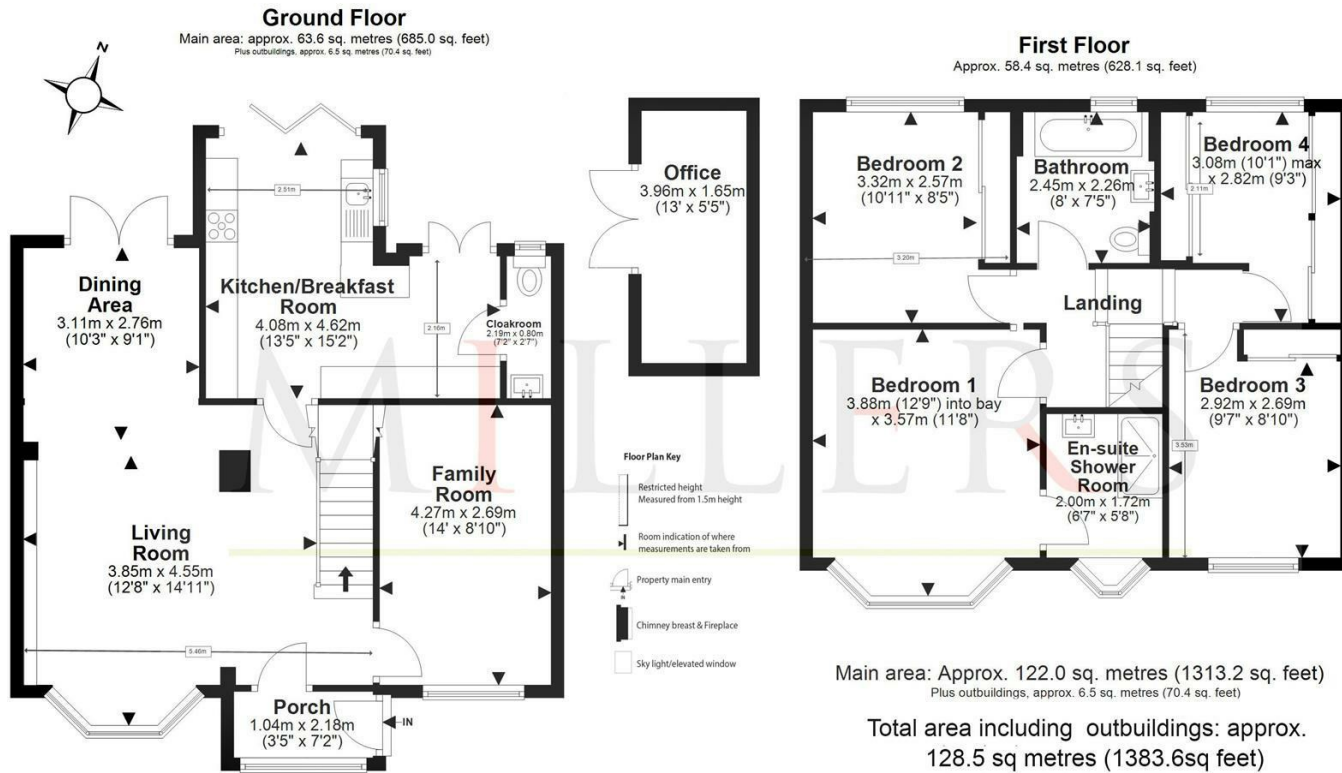 Ground Floor
Main area: approx. 63.6 sq. metres (685.0 sq. feet)
Plus outbuildings, approx. 6.5 sq. metres (70.4 sq. feet)
N
2.51m
Dining
Area
3.11m x 2.76m
(10'3" x 9'1")
Kitchen/Breakfast
Room
4.08m x 4.62m
(13'5" x 15'2")
2.16m
Cloakroom
2.19m x 0.80m
(7'2" x 2'7")
Living
Room
3.85m x 4.55m
(12'8" x 14'11")
5.46m
Family
Room
4.27m x 2.69m
(14' x 8'10")
Porch
1.04m x 2.18m
(3'5" x 7'2")
IN
Office
3.96m x 1.65m
(13' x 5'5")
Floor Plan Key
Restricted height
Measured from 1.5m height
Room indication of where
measurements are taken from
Property main entry
IN
Chimney breast & Fireplace
Sky light/elevated window
MILLERS
First Floor
Approx. 58.4 sq. metres (628.1 sq. feet)
Bedroom 2
3.32m x 2.57m
(10'11" x 8'5")
3.20m
Bathroom
2.45m x 2.26m
(8' x 7'5")
Bedroom 4
3.08m (10'1") max
x 2.82m (9'3")
2.11m
Landing
Bedroom 1
3.88m (12'9") into bay
x 3.57m (11'8")
En-suite
Shower
Room
2.00m x 1.72m
(6'7" x 5'8")
3.53m
Bedroom 3
2.92m x 2.69m
(9'7" x 8'10")
Main area: Approx. 122.0 sq. metres (1313.2 sq. feet)
Plus outbuildings, approx. 6.5 sq. metres (70.4 sq. feet)
Total area including outbuildings: approx.
128.5 sq metres (1383.6sq feet)